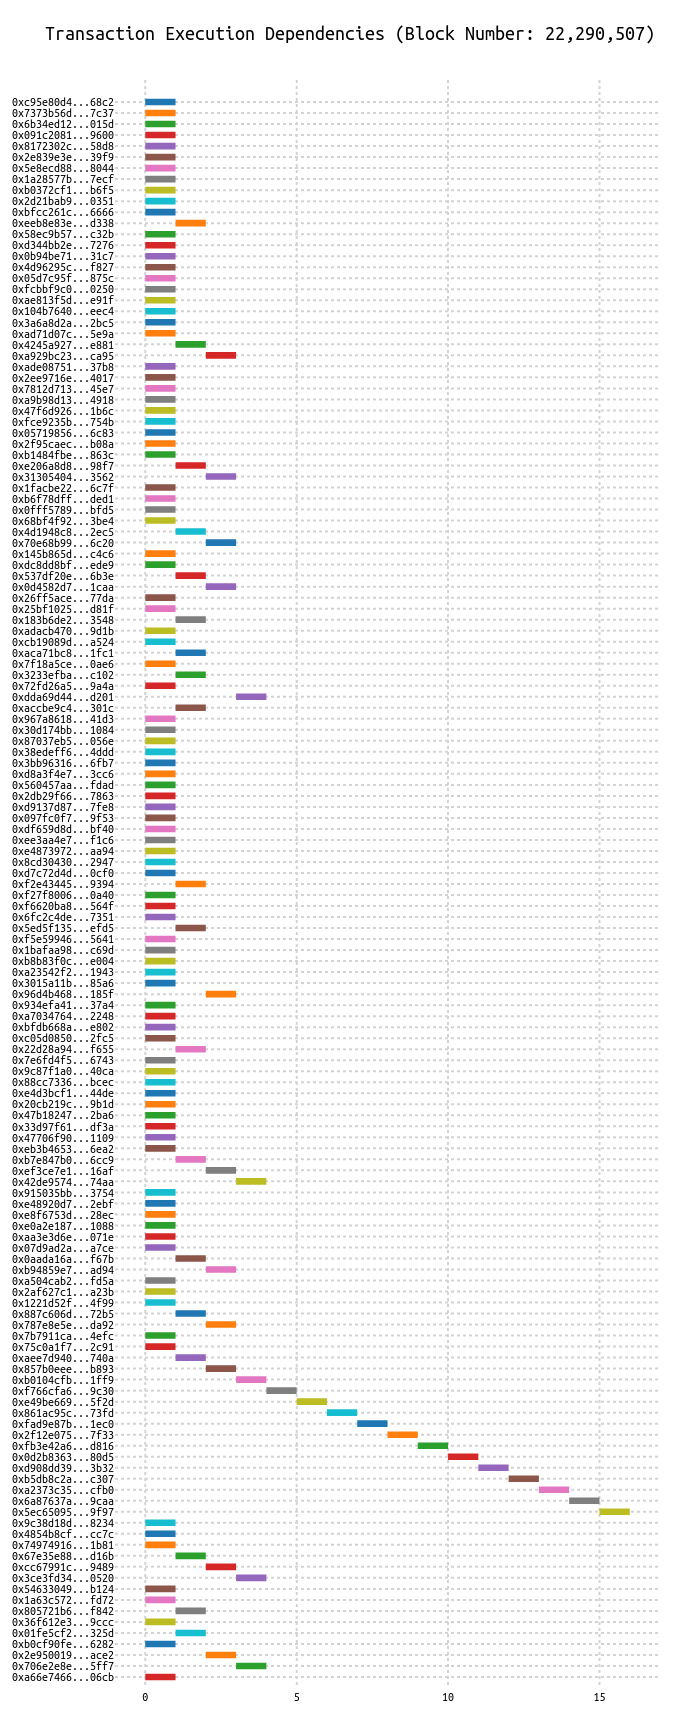 Transaction Execution Dependencies (Block Number: 22,290,507)
0xc95e80d4...68c2
0x7373b56d...7c37
0x6b34ed12...015d
0x091c2081...9600
0x8172302c...58d8
0x2e839e3e...39f9
0x5e8ecd88...8044
0x1a28577b...7ecf
0xb0372cf1...b6f5
0x2d21bab9...0351
0xbfcc261c...6666
0xeeb8e83e...d338
0x58ec9b57...c32b
0xd344bb2e...7276
0x0b94be71...31c7
0x4d96295c...f827
0x05d7c95f...875c
0xfcbbf9c0...0250
0xae813f5d...e91f
0x104b7640...eec4
0x3a6a8d2a...2bc5
0xad71d07c...5e9a
0x4245a927...e881
0xa929bc23...ca95
0xade08751...37b8
0x2ee9716e...4017
0x7812d713...45e7
0xa9b98d13...4918
0x47f6d926...1b6c
0xfce9235b...754b
0x05719856...6c83
0x2f95caec...b08a
0xb1484fbe...863c
0xe206a8d8...98f7
0x31305404...3562
0x1facbe22...6c7f
0xb6f78dff...ded1
0x0fff5789...bfd5
0x68bf4f92...3be4
0x4d1948c8...2ec5
0x70e68b99...6c20
0x145b865d...c4c6
0xdc8dd8bf...ede9
0x537df20e...6b3e
0x0d4582d7...1caa
0x26ff5ace...77da
0x25bf1025...d81f
0x183b6de2...3548
0xadacb470...9d1b
0xcb19089d...a524
0xaca71bc8...1fc1
0x7f18a5ce...0ae6
0x3233efba...c102
0x72fd26a5...9a4a
0xdda69d44...d201
0xaccbe9c4...301c
0x967a8618...41d3
0x30d174bb...1084
0x87037eb5...056e
0x38edeff6...4ddd
0x3bb96316...6fb7
0xd8a3f4e7...3cc6
0x560457aa...fdad
0x2db29f66...7863
0xd9137d87...7fe8
0x097fc0f7...9f53
0xdf659d8d...bf40
0xee3aa4e7...f1c6
0xe4873972...aa94
0x8cd30430...2947
0xd7c72d4d...0cf0
0xf2e43445...9394
0xf27f8006...0a40
0xf6620ba8...564f
0x6fc2c4de...7351
0x5ed5f135...efd5
0xf5e59946...5641
0x1bafaa98...c69d
0xb8b83f0c...e004
0xa23542f2...1943
0x3015a11b...85a6
0x96d4b468...185f
0x934efa41...37a4
0xa7034764...2248
0xbfdb668a...e802
0xc05d0850...2fc5
0x22d28a94...f655
0x7e6fd4f5...6743
0x9c87f1a0...40ca
0x88cc7336...bcec
0xe4d3bcf1...44de
0x20cb219c...9b1d
0x47b18247...2ba6
0x33d97f61...df3a
0x47706f90...1109
0xeb3b4653...6ea2
0xb7e847b0...6cc9
0xef3ce7e1...16af
0x42de9574...74aa
0x915035bb...3754
0xe48920d7...2ebf
0xe8f6753d...28ec
0xe0a2e187...1088
0xaa3e3d6e...071e
0x07d9ad2a...a7ce
0x0aada16a...f67b
0xb94859e7...ad94
0xa504cab2...fd5a
0x2af627c1...a23b
0x1221d52f...4f99
0x887c606d...72b5
0x787e8e5e...da92
0x7b7911ca...4efc
0x75c0a1f7...2c91
0xaee7d940...740a
0x857b0eee...b893
0xb0104cfb...1ff9
0xf766cfa6...9c30
0xe49be669...5f2d
0x861ac95c...73fd
0xfad9e87b...1ec0
0x2f12e075...7f33
0xfb3e42a6...d816
0x0d2b8363...80d5
0xd908dd39...3b32
0xb5db8c2a...c307
0xa2373c35...cfb0
0x6a87637a...9caa
0x5ec65095...9f97
0x9c38d18d...8234
0x4854b8cf...cc7c
0x74974916...1b81
0x67e35e88...d16b
0xcc67991c...9489
0x3ce3fd34...0520
0x54633049...b124
0x1a63c572...fd72
0x805721b6...f842
0x36f612e3...9ccc
0x01fe5cf2...325d
0xb0cf90fe...6282
0x2e950019...ace2
0x706e2e8e...5ff7
0xa66e7466...06cb
0 5 10 15